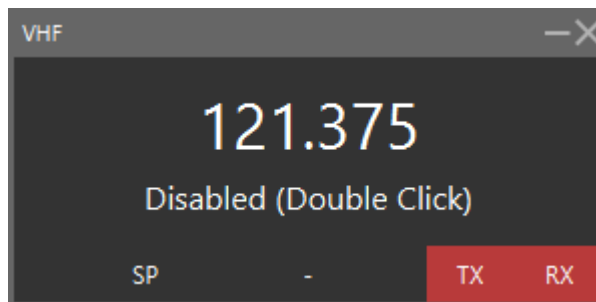 VHF
121.375
Disabled (Double Click)
SP - TX RX